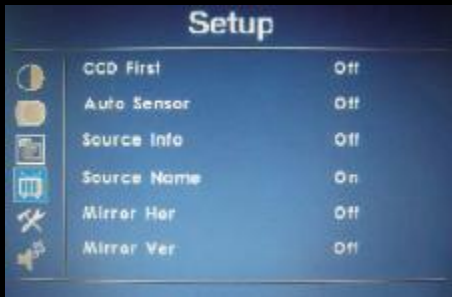 Setup
CCD First Off
Auto Sensor Off
Source Info Off
Source Name On
Mirror Hor Off
Mirror Ver Off